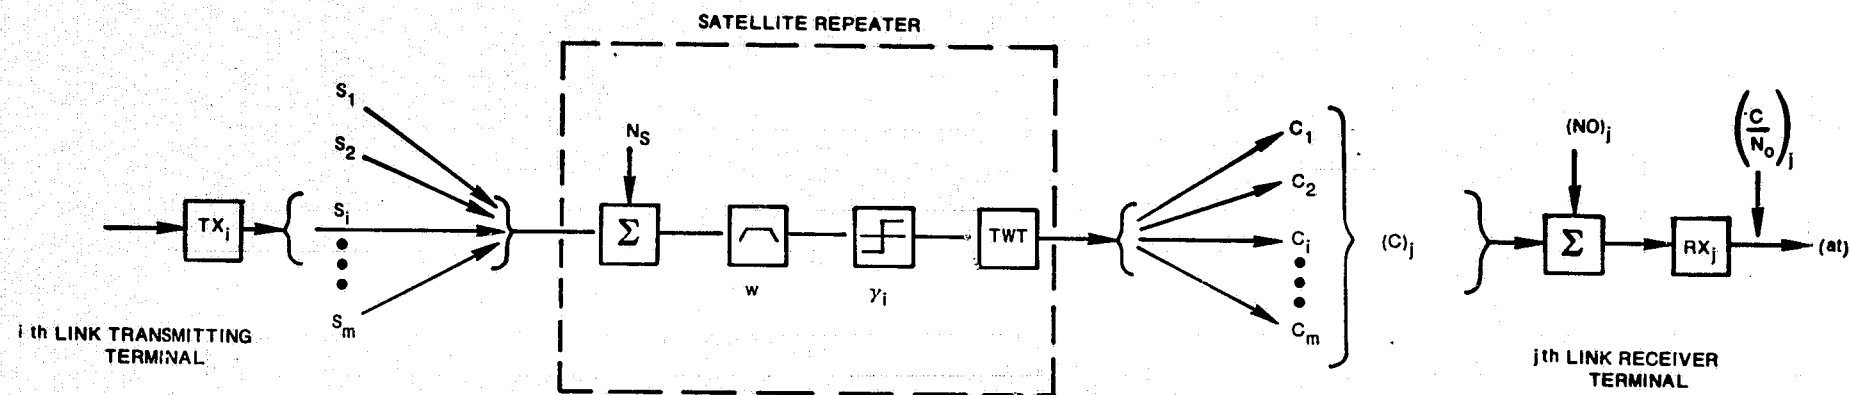 SATELLITE REPEATER
S1
S2
Si
Sm
TXi
i th LINK TRANSMITTING
TERMINAL
NS
Σ
w
γi
TWT
C1
C2
Ci
Cm
(C)j
(NO)j
Σ
RXj
(C/No)j
(at)
jth LINK RECEIVER
TERMINAL